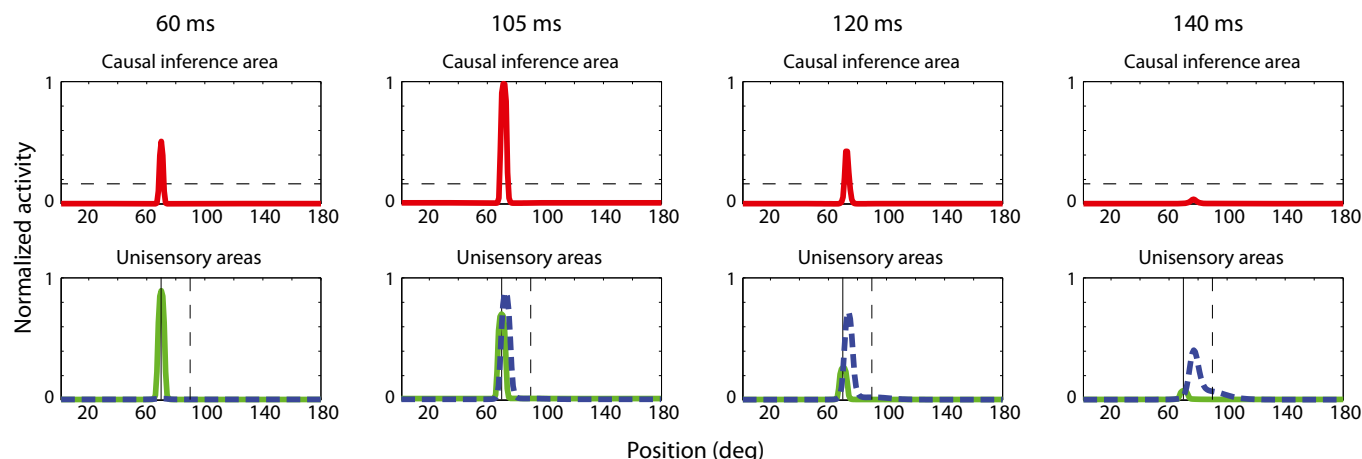 60 ms
105 ms
120 ms
140 ms
Causal inference area
Causal inference area
Causal inference area
Causal inference area
1
0
20 60 100 140 180
1
0
20 60 100 140 180
1
0
20 60 100 140 180
1
0
20 60 100 140 180
Normalized activity
Unisensory areas
Unisensory areas
Unisensory areas
Unisensory areas
1
0
20 60 100 140 180
1
0
20 60 100 140 180
1
0
20 60 100 140 180
1
0
20 60 100 140 180
Position (deg)